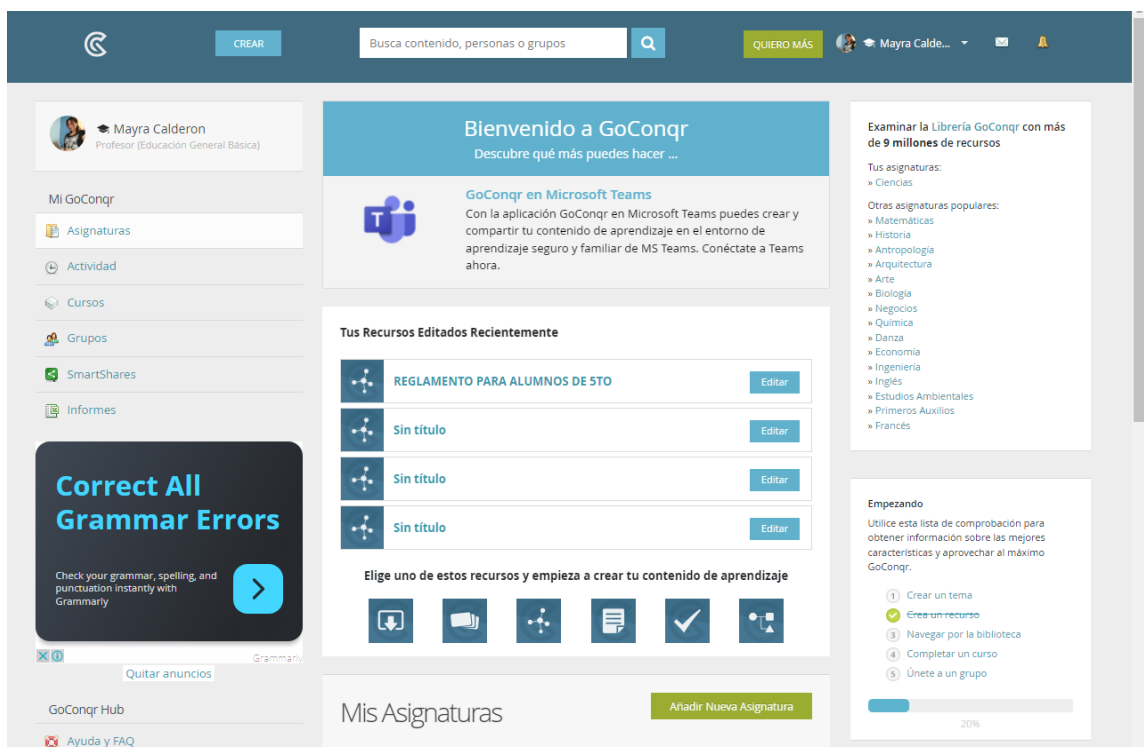 CREAR
Busca contenido, personas o grupos
QUIERO MÁS
Mayra Calde...
Mayra Calderon
Profesor (Educación General Básica)
Mi GoConqr
Asignaturas
Actividad
Cursos
Grupos
SmartShares
Informes
Correct All
Grammar Errors
Check your grammar, spelling, and
punctuation instantly with
Grammarly
Grammarly
Quitar anuncios
GoConqr Hub
Ayuda y FAQ
Bienvenido a GoConqr
Descubre qué más puedes hacer ...
GoConqr en Microsoft Teams
Con la aplicación GoConqr en Microsoft Teams puedes crear y
compartir tu contenido de aprendizaje en el entorno de
aprendizaje seguro y familiar de MS Teams. Conéctate a Teams
ahora.
Tus Recursos Editados Recientemente
REGLAMENTO PARA ALUMNOS DE 5TO Editar
Sin título Editar
Sin título Editar
Sin título Editar
Elige uno de estos recursos y empieza a crear tu contenido de aprendizaje
Mis Asignaturas
Añadir Nueva Asignatura
Examinar la Librería GoConqr con más
de 9 millones de recursos
Tus asignaturas:
» Ciencias
Otras asignaturas populares:
» Matemáticas
» Historia
» Antropología
» Arquitectura
» Arte
» Biología
» Negocios
» Química
» Danza
» Economía
» Ingeniería
» Inglés
» Estudios Ambientales
» Primeros Auxilios
» Francés
Empezando
Utilice esta lista de comprobación para
obtener información sobre las mejores
características y aprovechar al máximo
GoConqr.
1 Crear un tema
Crea un recurso
3 Navegar por la biblioteca
4 Completar un curso
5 Únete a un grupo
20%